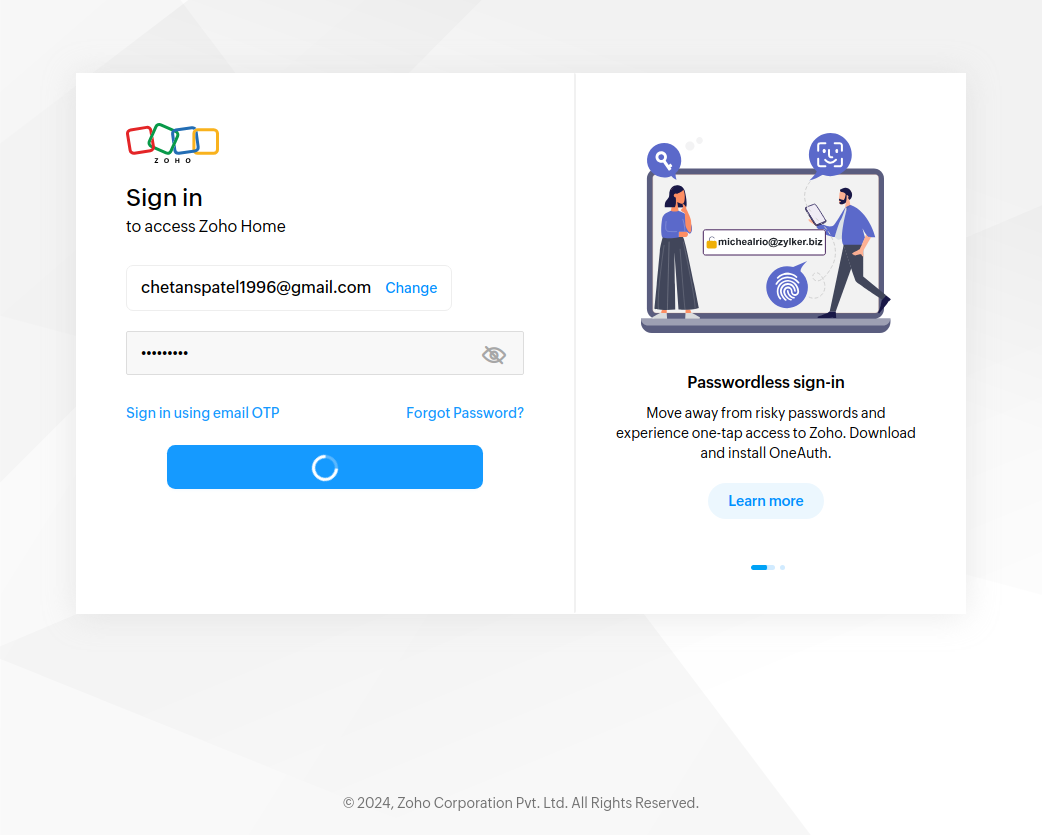 ZOHO
Sign in
to access Zoho Home
chetanspatel1996@gmail.com Change
•••••••••
Sign in using email OTP Forgot Password?
michealrio@zylker.biz
Passwordless sign-in
Move away from risky passwords and
experience one-tap access to Zoho. Download
and install OneAuth.
Learn more
© 2024, Zoho Corporation Pvt. Ltd. All Rights Reserved.